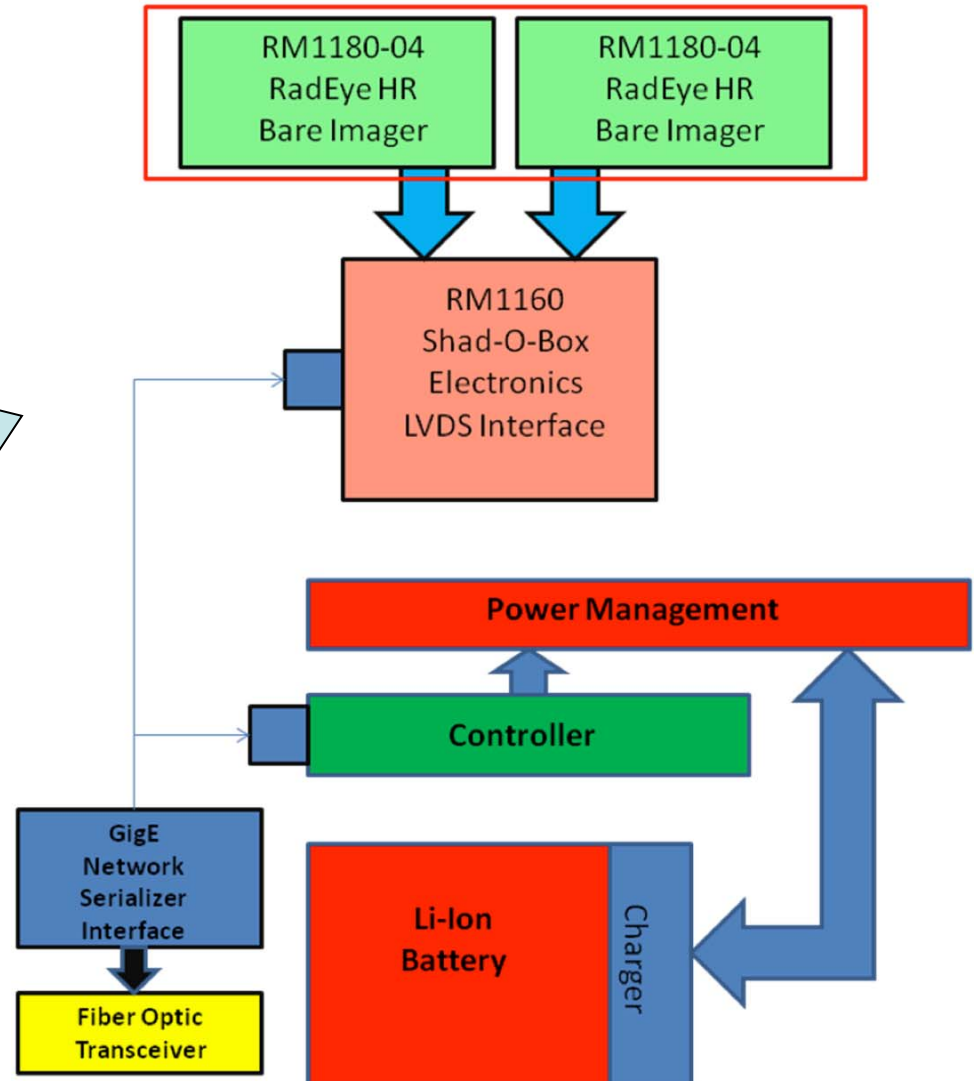 RM1180-04
RadEye HR
Bare Imager
RM1180-04
RadEye HR
Bare Imager
RM1160
Shad-O-Box
Electronics
LVDS Interface
Power Management
Controller
GigE
Network
Serializer
Interface
Li-Ion
Battery
Charger
Fiber Optic
Transceiver